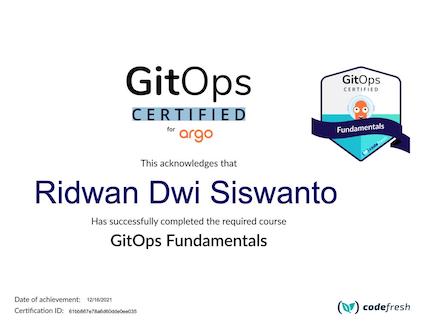 GitOps
CERTIFIED
for argo
GitOps
CERTIFIED
Fundamentals
code
This acknowledges that
Ridwan Dwi Siswanto
Has successfully completed the required course
GitOps Fundamentals
Date of achievement: 12/16/2021
Certification ID: 61bb867e78a6d60dde0ee035
codefresh